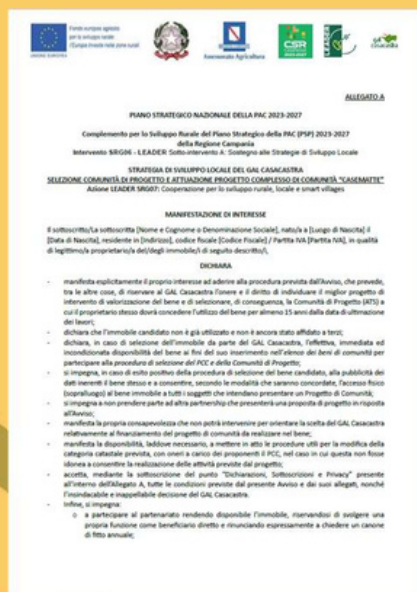 Fondo europeo agricolo
per lo sviluppo rurale
l'Europa investe nelle zone rurali
UNIONE EUROPEA
Assessorato Agricoltura
CSR
LEADER
gal
casacastra
ALLEGATO A
PIANO STRATEGICO NAZIONALE DELLA PAC 2023-2027
Complemento per lo Sviluppo Rurale del Piano Strategico della PAC (PSP) 2023-2027
della Regione Campania
Intervento SRG06 - LEADER Sotto-intervento A: Sostegno alle Strategie di Sviluppo Locale
STRATEGIA DI SVILUPPO LOCALE DEL GAL CASACASTRA
SELEZIONE COMUNITÀ DI PROGETTO E ATTUAZIONE PROGETTO COMPLESSO DI COMUNITÀ "CASEMATTE"
Azione LEADER SRG07: Cooperazione per lo sviluppo rurale, locale e smart villages
MANIFESTAZIONE DI INTERESSE
Il sottoscritto/La sottoscritta [Nome e Cognome o Denominazione Sociale], nato/a a [Luogo di Nascita] il
[Data di Nascita], residente in [Indirizzo], codice fiscale [Codice Fiscale] / Partita IVA [Partita IVA], in qualità
di legittimo/a proprietario/a del/degli immobile/i di seguito descritto/i,
DICHIARA
- manifesta esplicitamente il proprio interesse ad aderire alla procedura prevista dall'Avviso, che prevede,
tra le altre cose, di riservare al GAL Casacastra l'onere e il diritto di individuare il miglior progetto di
intervento di valorizzazione del bene e di selezionare, di conseguenza, la Comunità di Progetto (ATS) a
cui il proprietario stesso dovrà concedere l'utilizzo del bene per almeno 15 anni dalla data di ultimazione
dei lavori;
- dichiara che l'immobile candidato non è già utilizzato e non è ancora stato affidato a terzi;
- dichiara, in caso di selezione dell'immobile da parte del GAL Casacastra, l'effettiva, immediata ed
incondizionata disponibilità del bene ai fini del suo inserimento nell'elenco dei beni di comunità per
partecipare alla procedura di selezione del PCC e della Comunità di Progetto;
- si impegna, in caso di esito positivo della procedura di selezione del bene candidato, alla pubblicità dei
dati inerenti il bene stesso e a consentire, secondo le modalità che saranno concordate, l'accesso fisico
(sopralluogo) al bene immobile a tutti i soggetti che intendano presentare un Progetto di Comunità;
- si impegna a non prendere parte ad altra partnership che presenterà una proposta di progetto in risposta
all'Avviso;
- manifesta la propria consapevolezza che non potrà intervenire per orientare la scelta del GAL Casacastra
relativamente al finanziamento del progetto di comunità da realizzare nel bene;
- manifesta la disponibilità, laddove necessario, a mettere in atto le procedure utili per la modifica della
categoria catastale prevista, con oneri a carico dei proponenti il PCC, nel caso in cui questa non fosse
idonea a consentire la realizzazione delle attività previste dal progetto;
- accetta, mediante la sottoscrizione del punto "Dichiarazioni, Sottoscrizioni e Privacy" presente
all'interno dell'Allegato A, tutte le condizioni previste dal presente Avviso e dai suoi allegati, nonché
l'insindacabile e inappellabile decisione del GAL Casacastra.
- Infine, si impegna:
o a partecipare al partenariato rendendo disponibile l'immobile, riservandosi di svolgere una
propria funzione come beneficiario diretto e rinunciando espressamente a chiedere un canone
di fitto annuale;